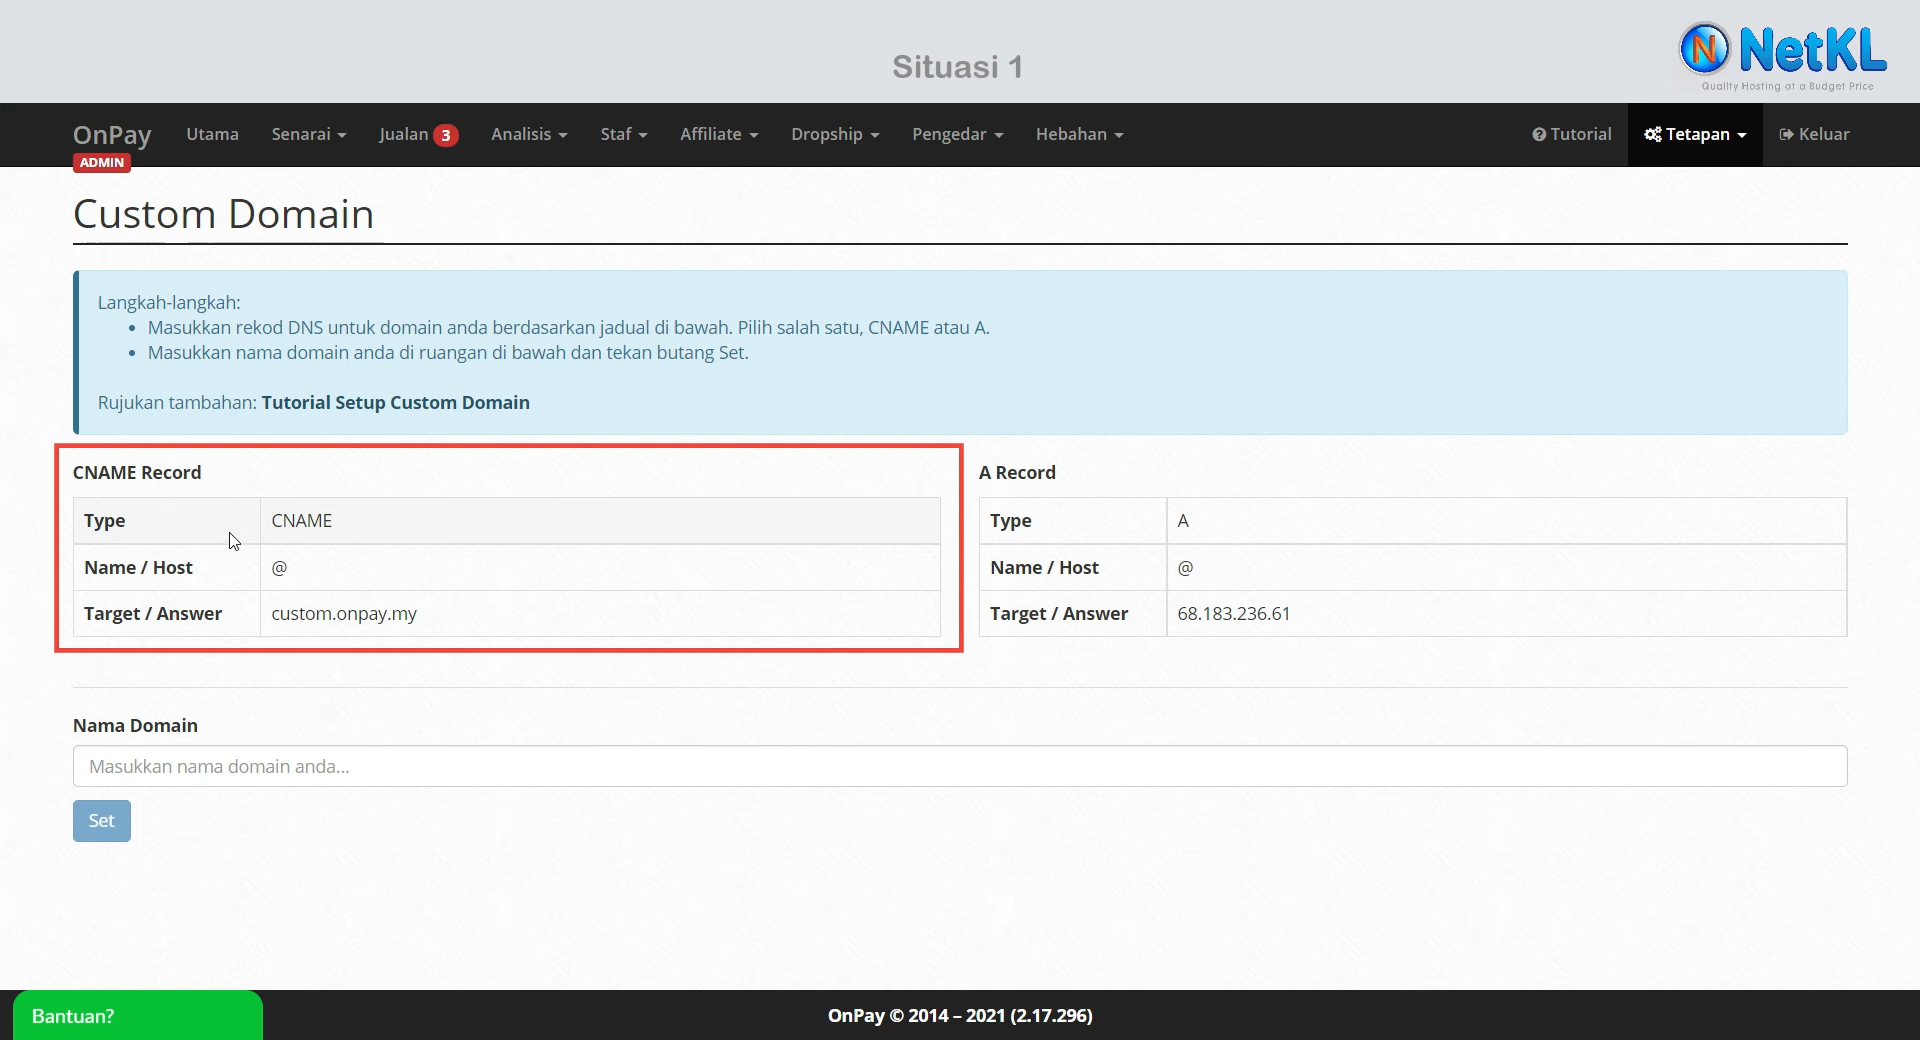 Situasi 1
N NetKL
Quality Hosting at a Budget Price
OnPay
ADMIN
Utama
Senarai
Jualan 3
Analisis
Staf
Affiliate
Dropship
Pengedar
Hebahan
Tutorial
Tetapan
Keluar
Custom Domain
Langkah-langkah:
• Masukkan rekod DNS untuk domain anda berdasarkan jadual di bawah. Pilih salah satu, CNAME atau A.
• Masukkan nama domain anda di ruangan di bawah dan tekan butang Set.
Rujukan tambahan: Tutorial Setup Custom Domain
CNAME Record
Type CNAME
Name / Host @
Target / Answer custom.onpay.my
A Record
Type A
Name / Host @
Target / Answer 68.183.236.61
Nama Domain
Masukkan nama domain anda...
Set
Bantuan?
OnPay © 2014 – 2021 (2.17.296)